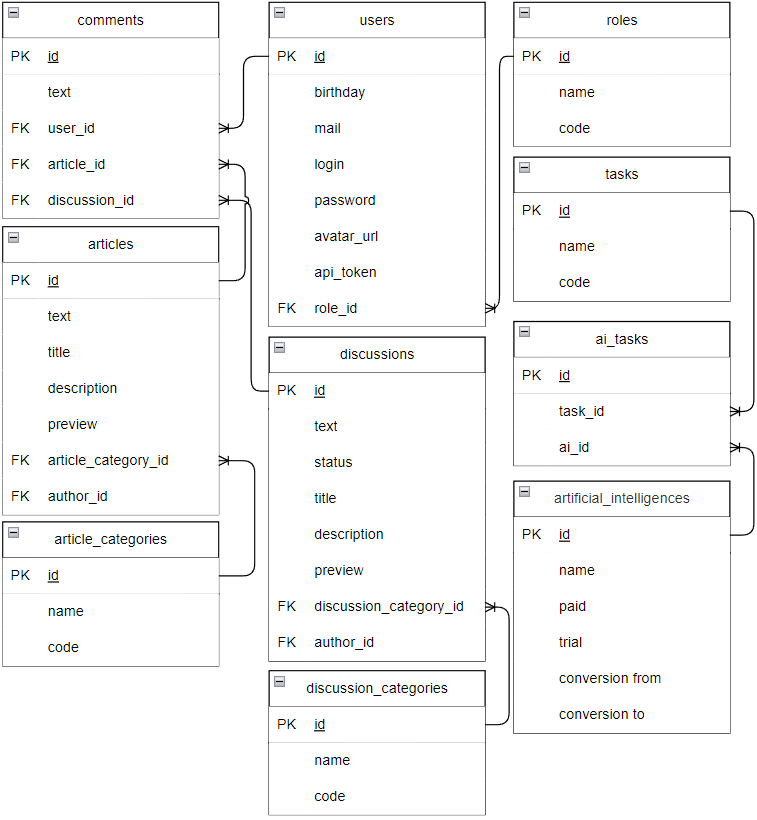 comments
PK id
text
FK user_id
FK article_id
FK discussion_id
articles
PK id
text
title
description
preview
FK article_category_id
FK author_id
article_categories
PK id
name
code
users
PK id
birthday
mail
login
password
avatar_url
api_token
FK role_id
discussions
PK id
text
status
title
description
preview
FK discussion_category_id
FK author_id
discussion_categories
PK id
name
code
roles
PK id
name
code
tasks
PK id
name
code
ai_tasks
PK id
task_id
ai_id
artificial_intelligences
PK id
name
paid
trial
conversion from
conversion to